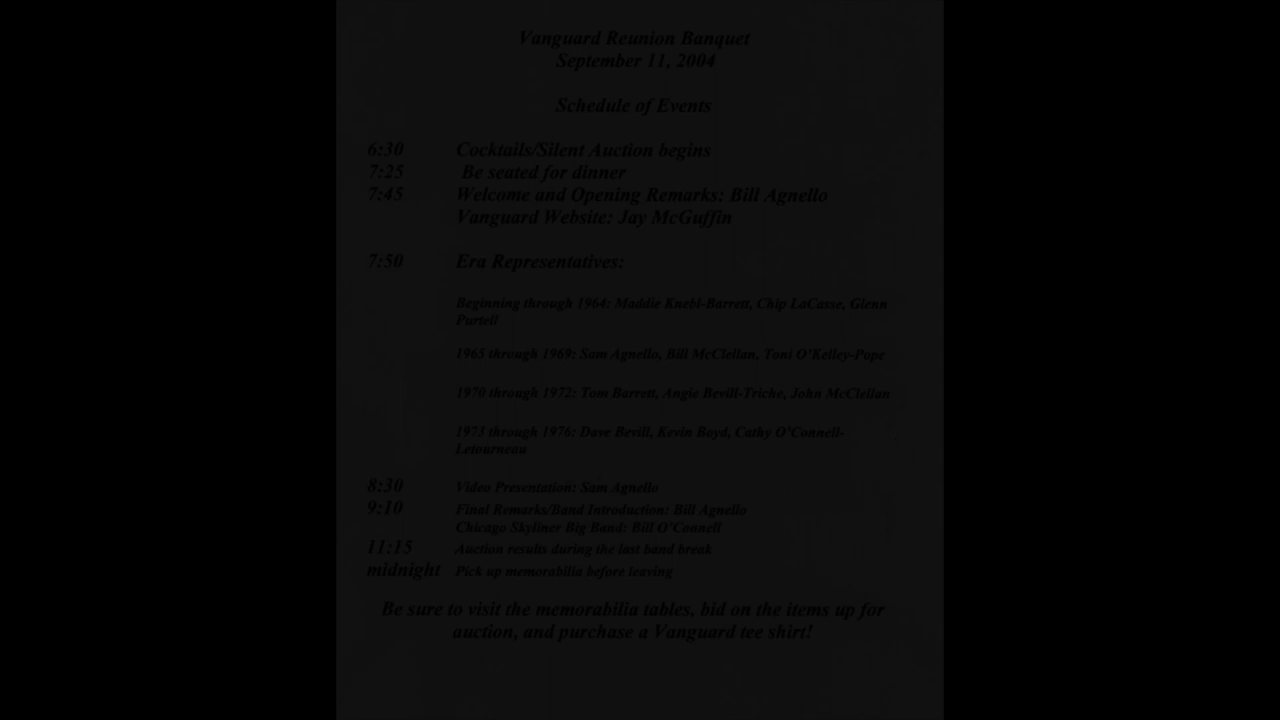 Vanguard Reunion Banquet
September 11, 2004
Schedule of Events
6:30 Cocktails/Silent Auction begins
7:25 Be seated for dinner
7:45 Welcome and Opening Remarks: Bill Agnello
Vanguard Website: Jay McGuffin
7:50 Era Representatives:
Beginning through 1964: Maddie Knebl-Barrett, Chip LaCasse, Glenn
Purtell
1965 through 1969: Sam Agnello, Bill McClellan, Toni O'Kelley-Pope
1970 through 1972: Tom Barrett, Angie Bevill-Triche, John McClellan
1973 through 1976: Dave Bevill, Kevin Boyd, Cathy O'Connell-
Letourneau
8:30 Video Presentation: Sam Agnello
9:10 Final Remarks/Band Introduction: Bill Agnello
Chicago Skyliner Big Band: Bill O'Connell
11:15 Auction results during the last band break
midnight Pick up memorabilia before leaving
Be sure to visit the memorabilia tables, bid on the items up for
auction, and purchase a Vanguard tee shirt!